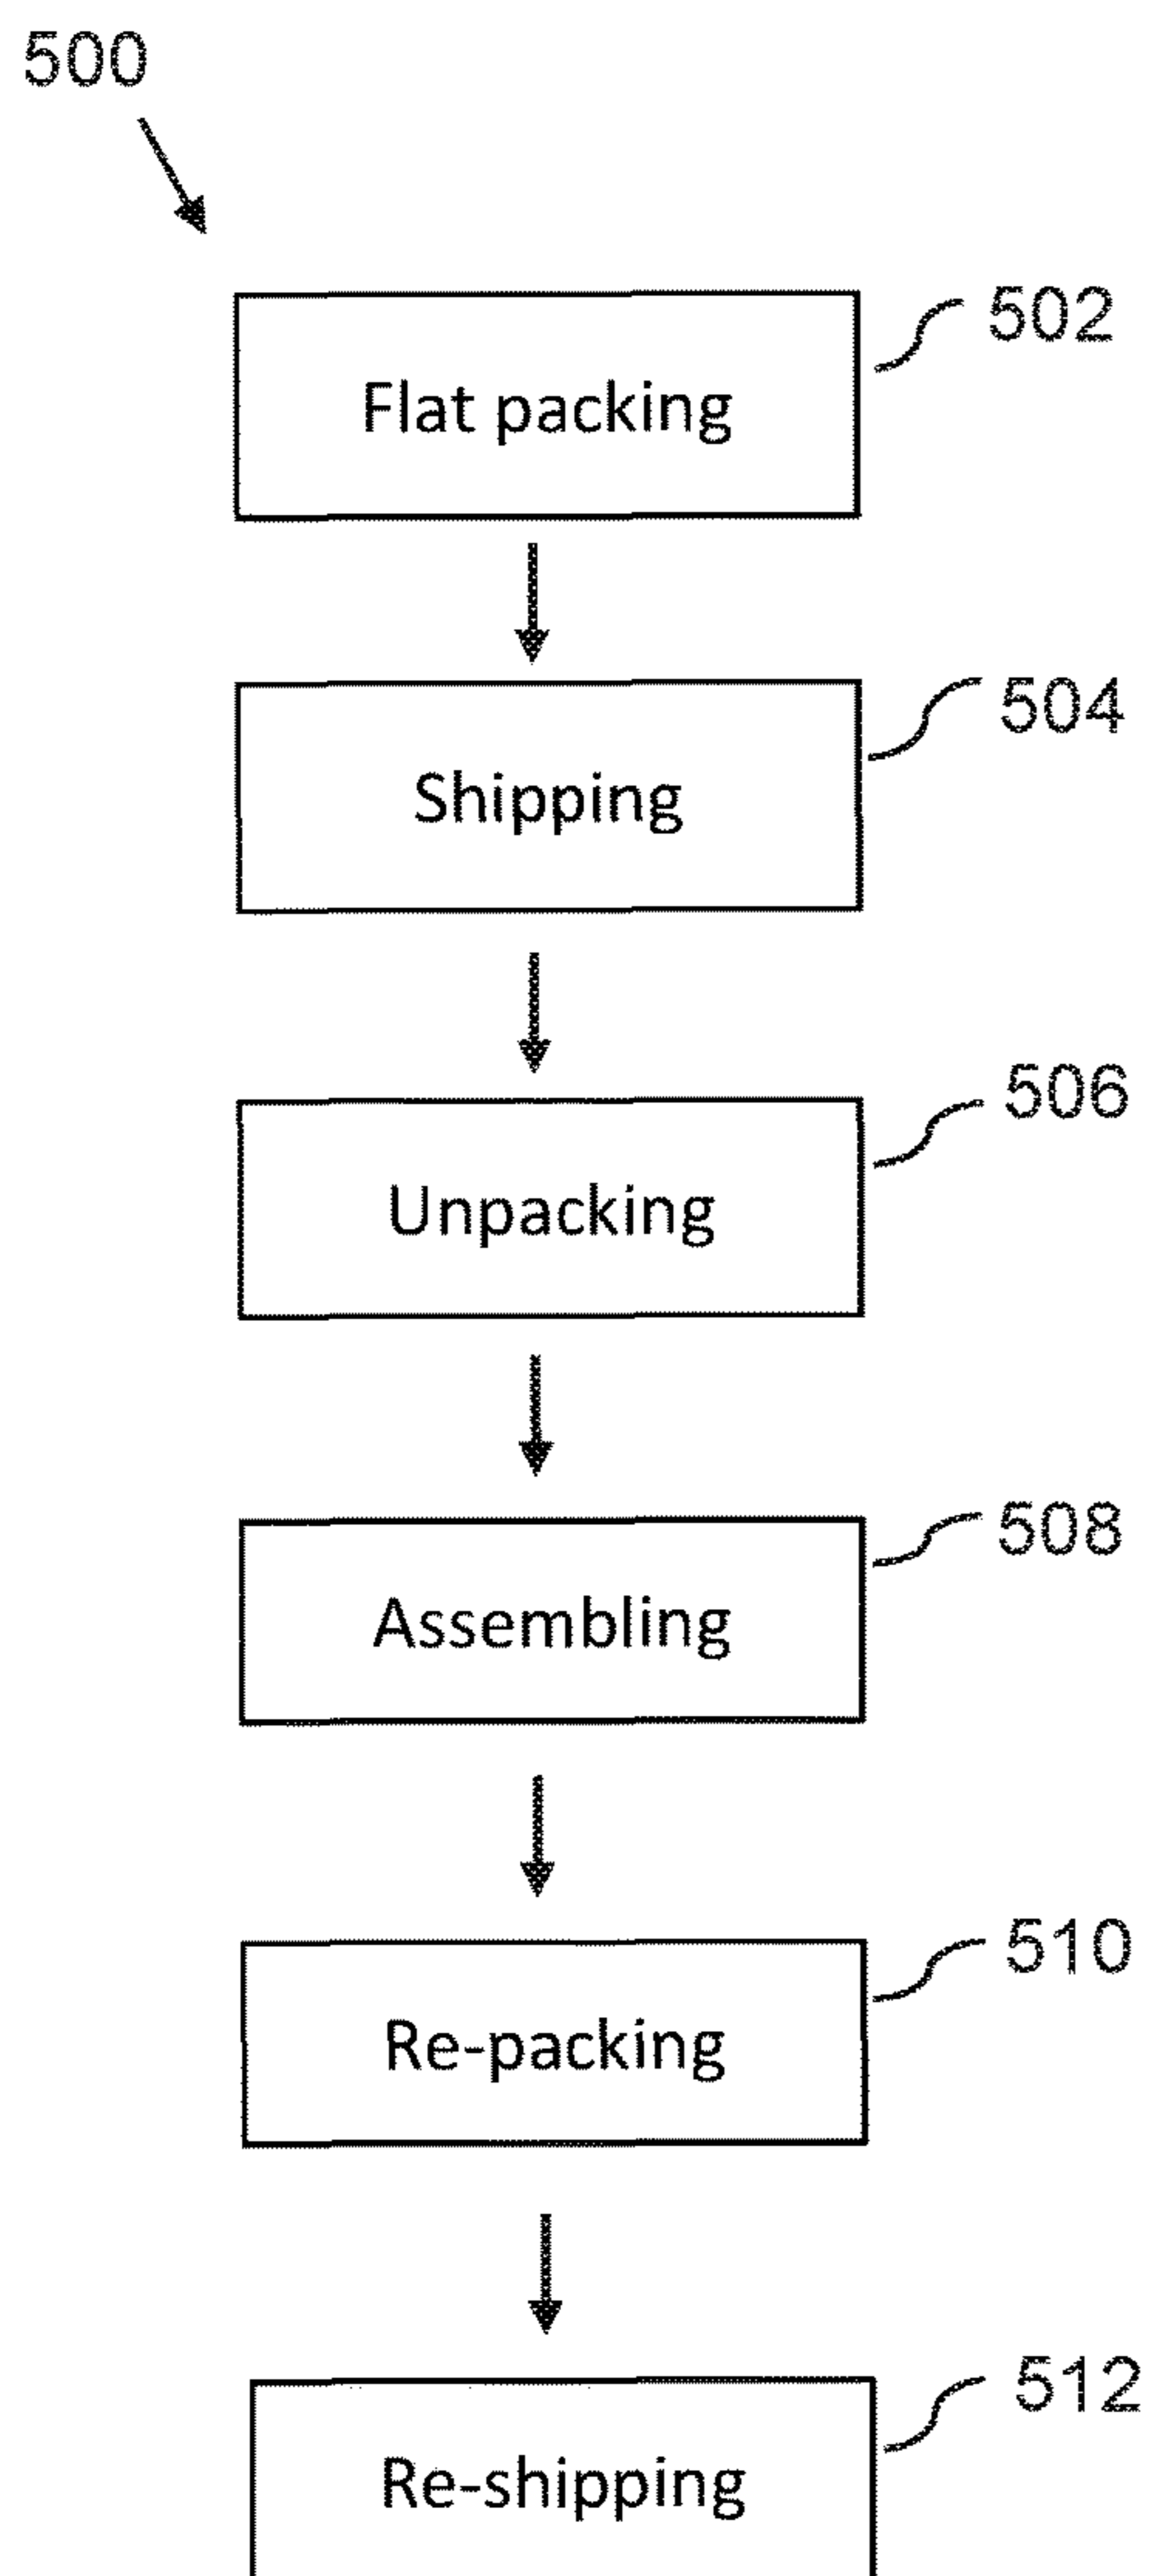 500
502
Flat packing
504
Shipping
506
Unpacking
508
Assembling
510
Re-packing
512
Re-shipping